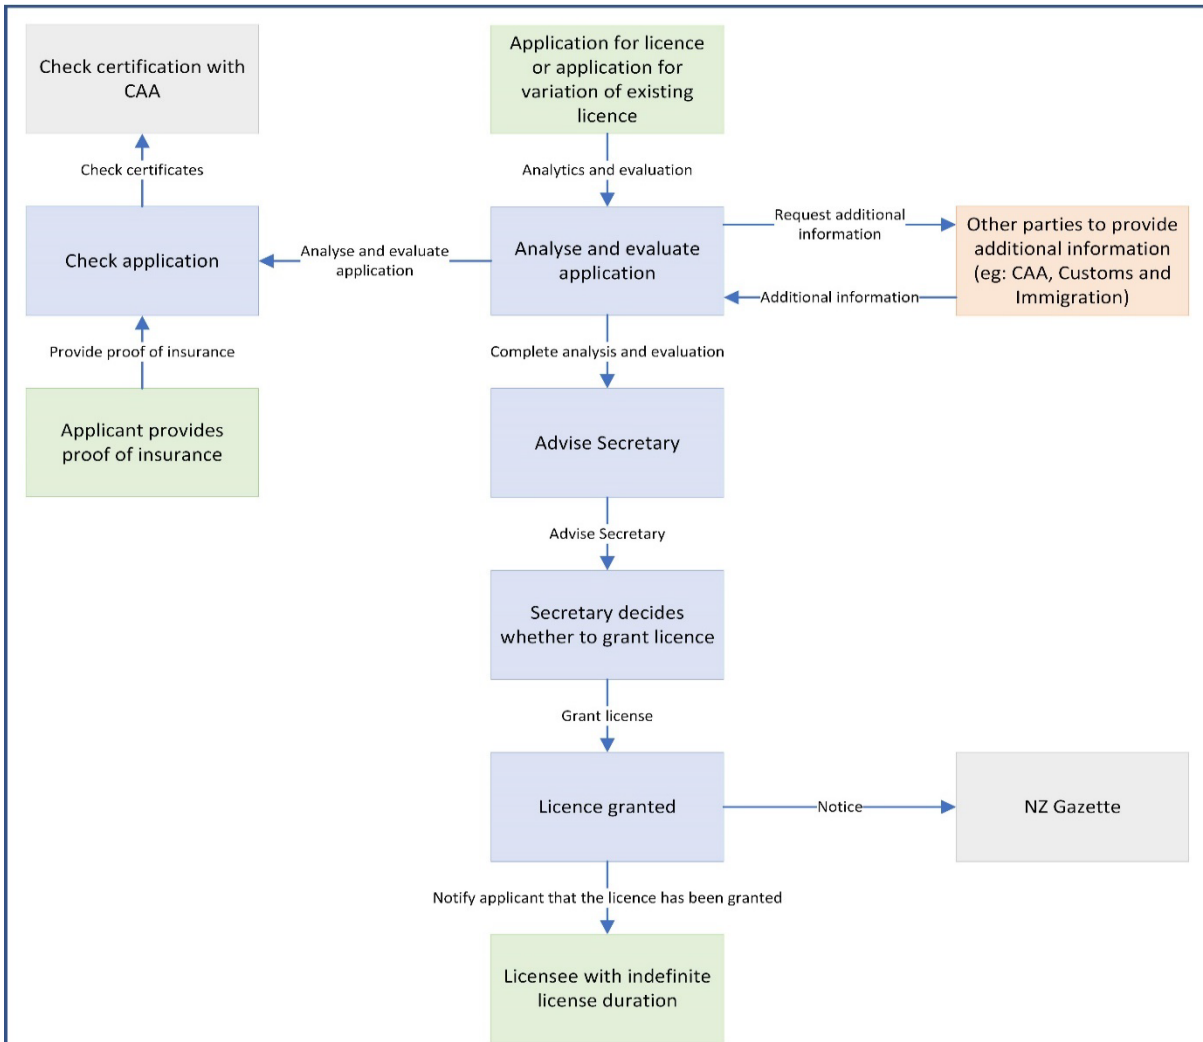 Check certification with
CAA
Application for licence
or application for
variation of existing
licence
Check certificates
Analytics and evaluation
Check application
Analyse and evaluate
application
Analyse and evaluate
application
Request additional
information
Additional information
Other parties to provide
additional information
(eg: CAA, Customs and
Immigration)
Provide proof of insurance
Complete analysis and evaluation
Applicant provides
proof of insurance
Advise Secretary
Advise Secretary
Secretary decides
whether to grant licence
Grant license
Licence granted
Notice
NZ Gazette
Notify applicant that the licence has been granted
Licensee with indefinite
license duration